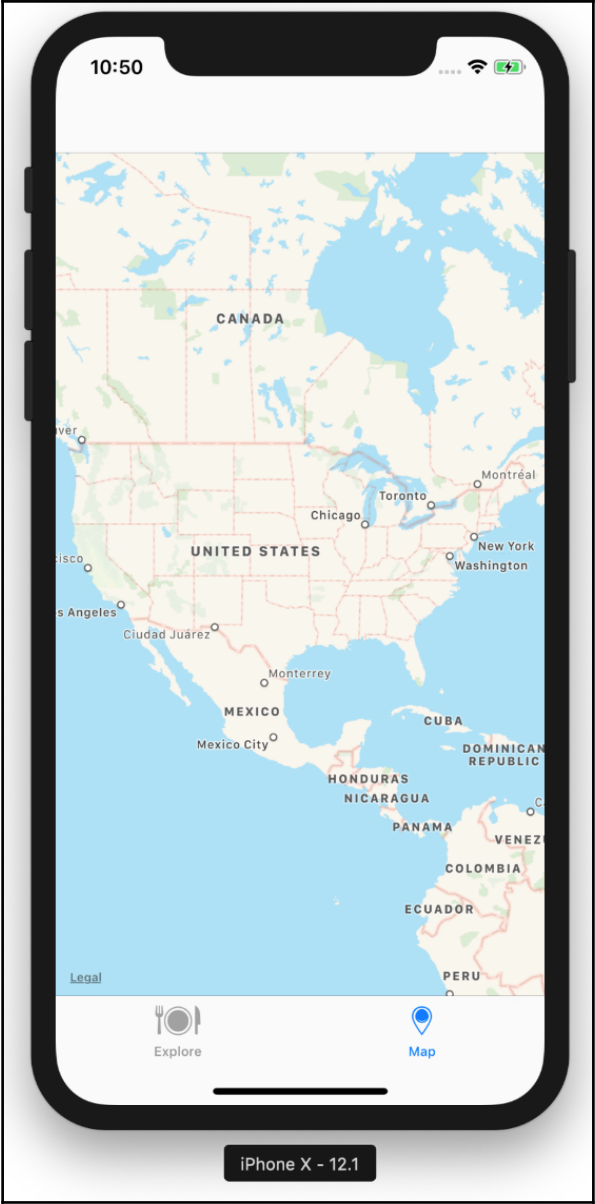 10:50
CANADA
ver
Montréal
Toronto
Chicago
New York
UNITED STATES
cisco
Washington
s Angeles
Ciudad Juárez
Monterrey
MEXICO
CUBA
Mexico City
DOMINICAN
REPUBLIC
HONDURAS
NICARAGUA
C
PANAMA
VENEZ
COLOMBIA
ECUADOR
PERU
Legal
Explore
Map
iPhone X - 12.1